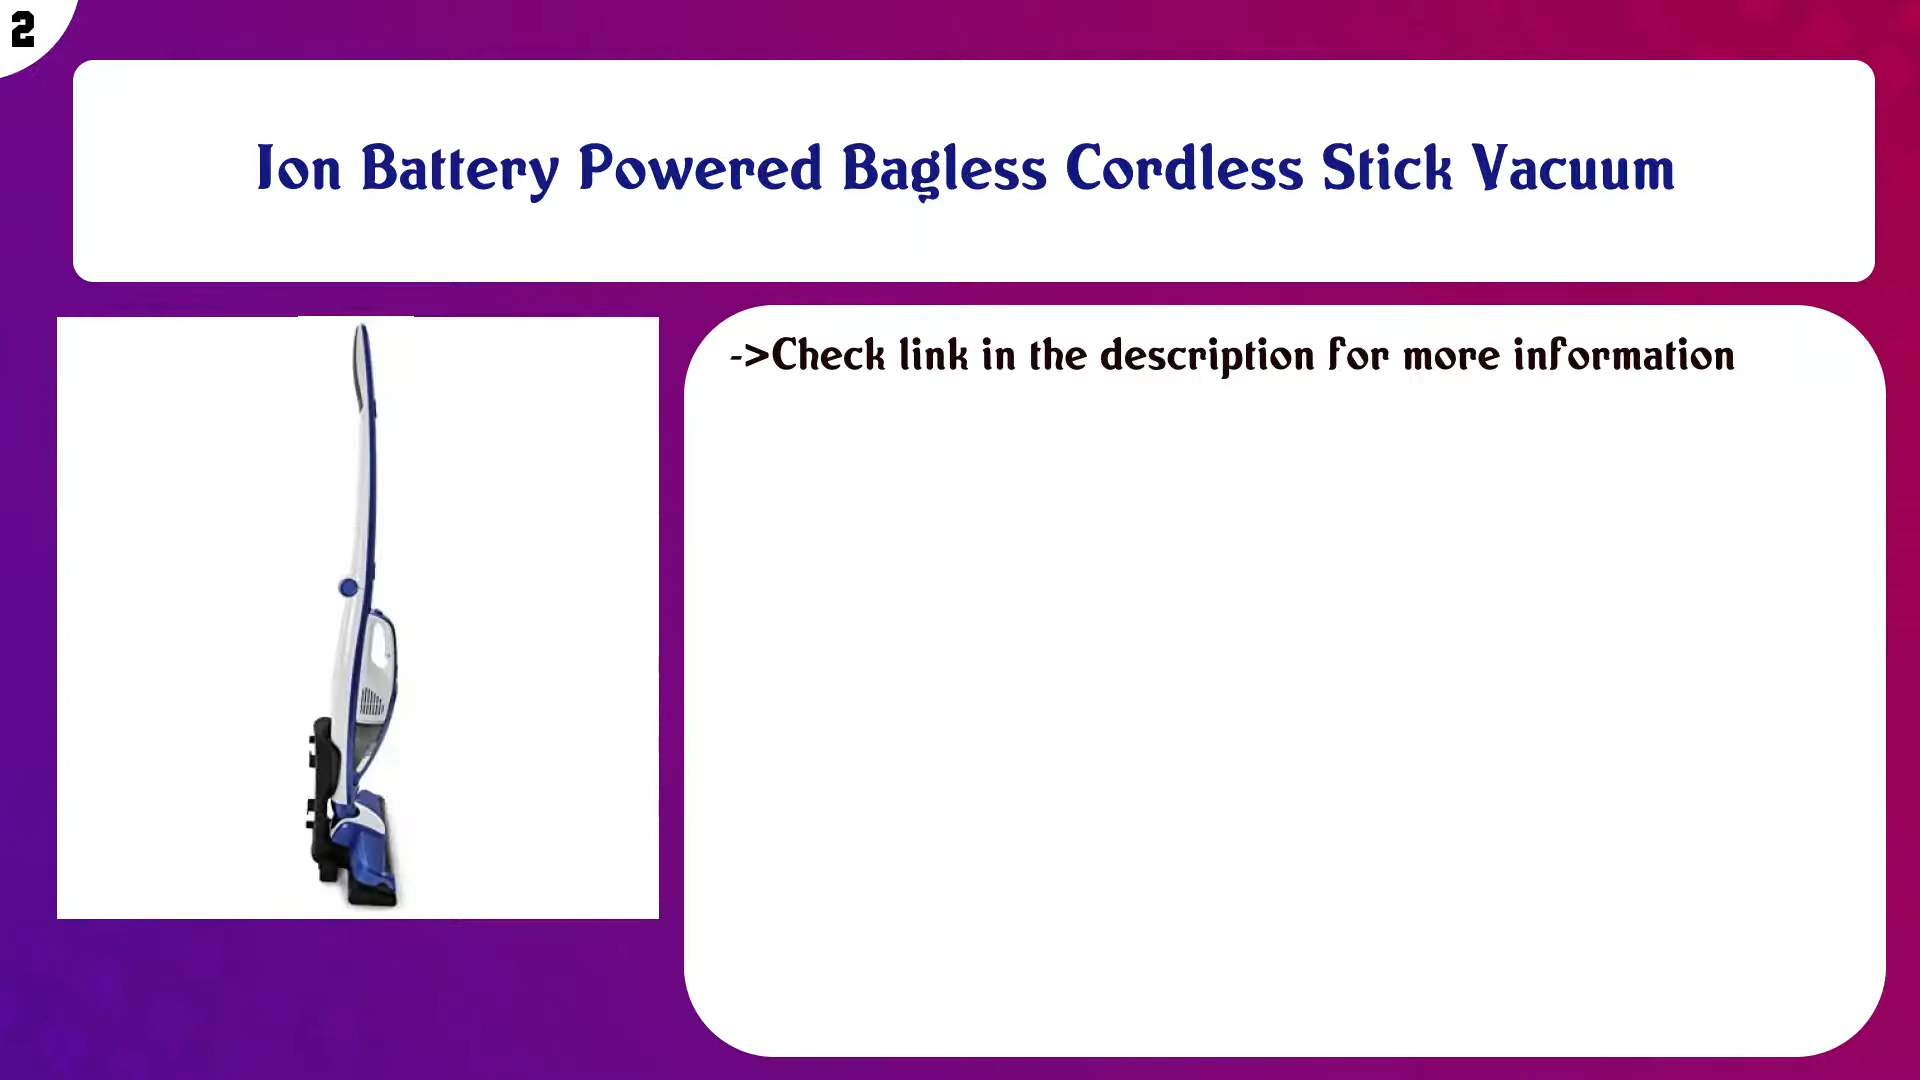 2
Ion Battery Powered Bagless Cordless Stick Vacuum
->Check link in the description for more information